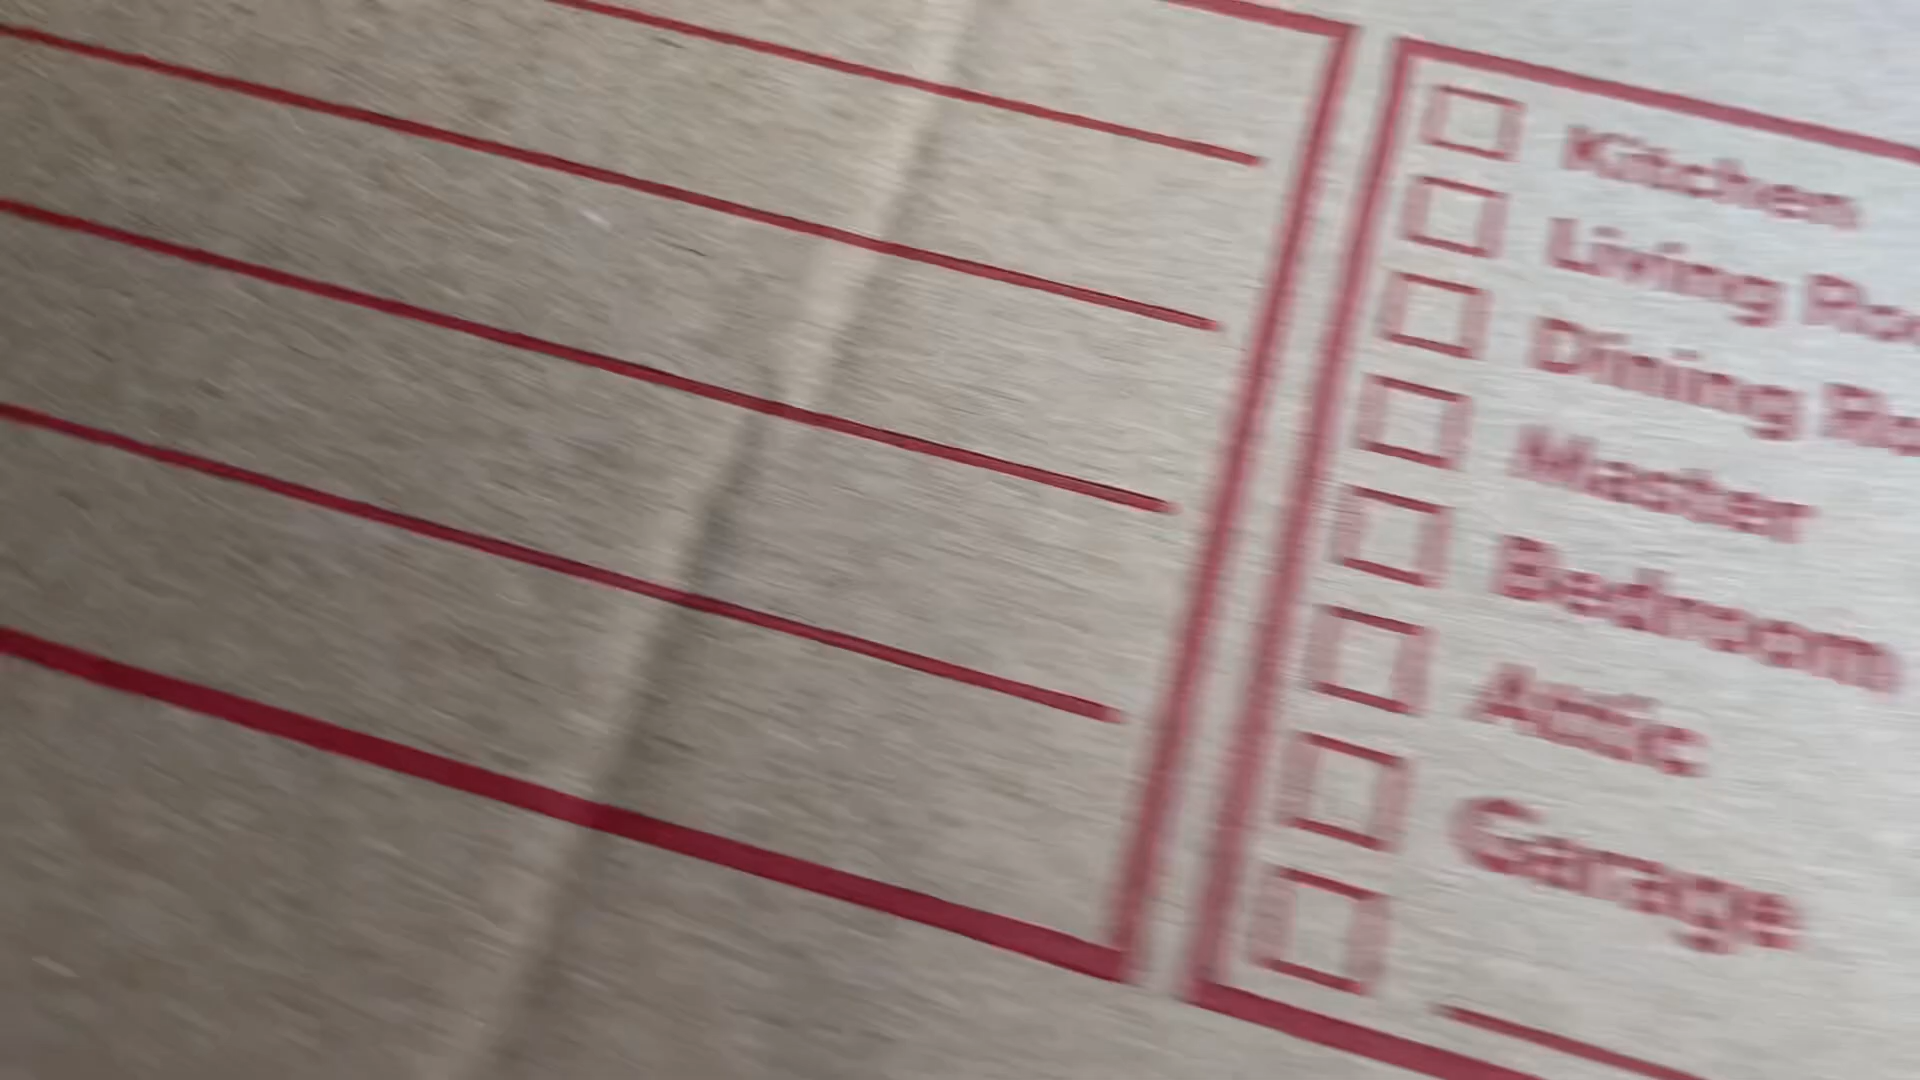 Kitchen
Living
Dining
Master
Bedroom
Attic
Garage